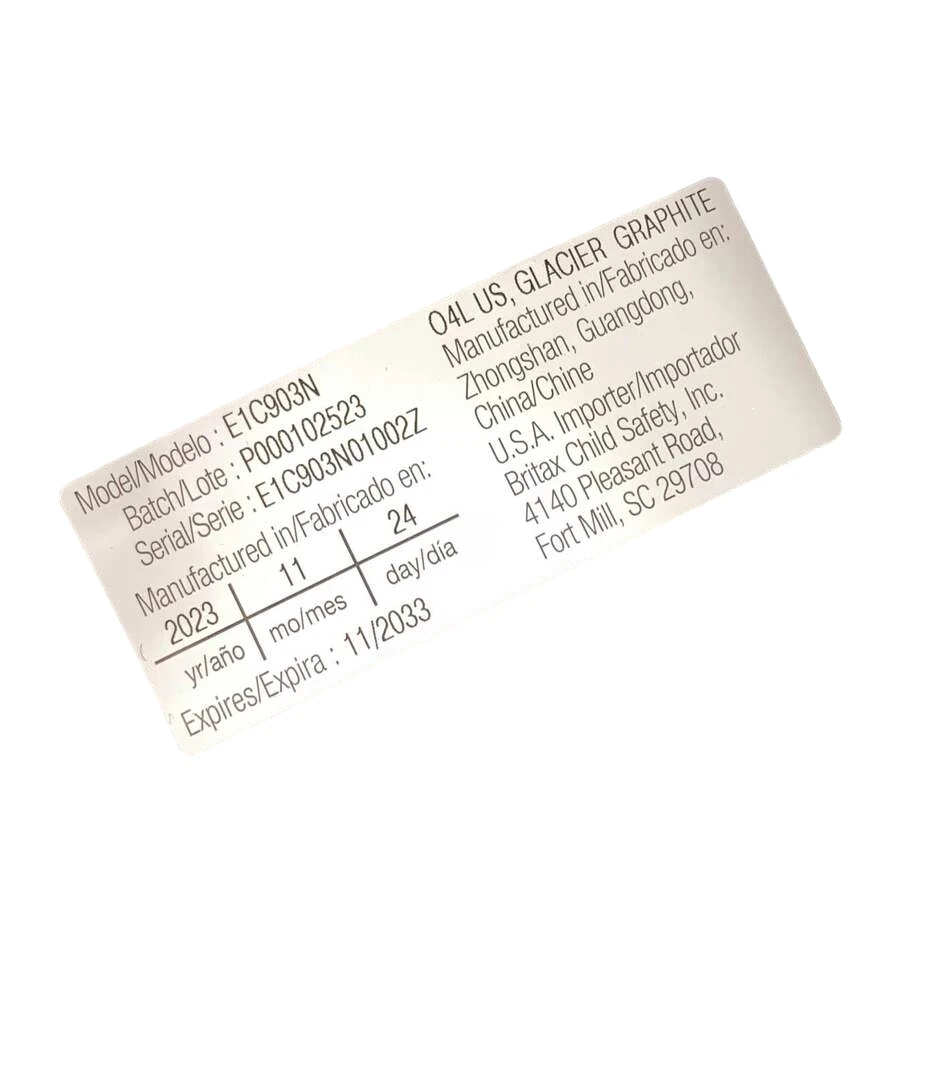 Model/Modelo : E1C903N
Batch/Lote : P000102523
Serial/Serie : E1C903N01002Z
Manufactured in/Fabricado en:
2023 11 24
yr/año mo/mes day/día
Expires/Expira : 11/2033
O4L US, GLACIER GRAPHITE
Manufactured in/Fabricado en:
Zhongshan, Guangdong,
China/Chine
U.S.A. Importer/Importador
Britax Child Safety, Inc.
4140 Pleasant Road,
Fort Mill, SC 29708